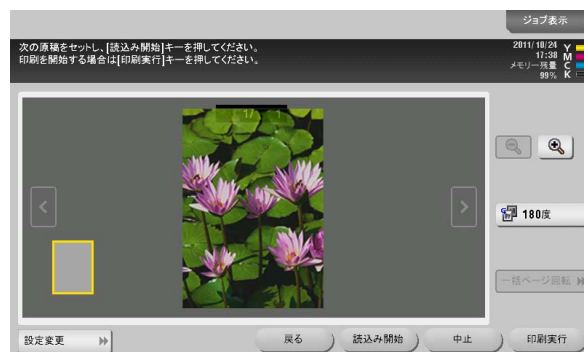 ジョブ表示
次の原稿をセットし、[読込み開始]キーを押してください。
印刷を開始する場合は[印刷実行]キーを押してください。
2011/10/24
17:38
メモリー残量
99%
Y
M
C
K
1/ 1
180度
一括ページ回転
設定変更
戻る
読込み開始
中止
印刷実行